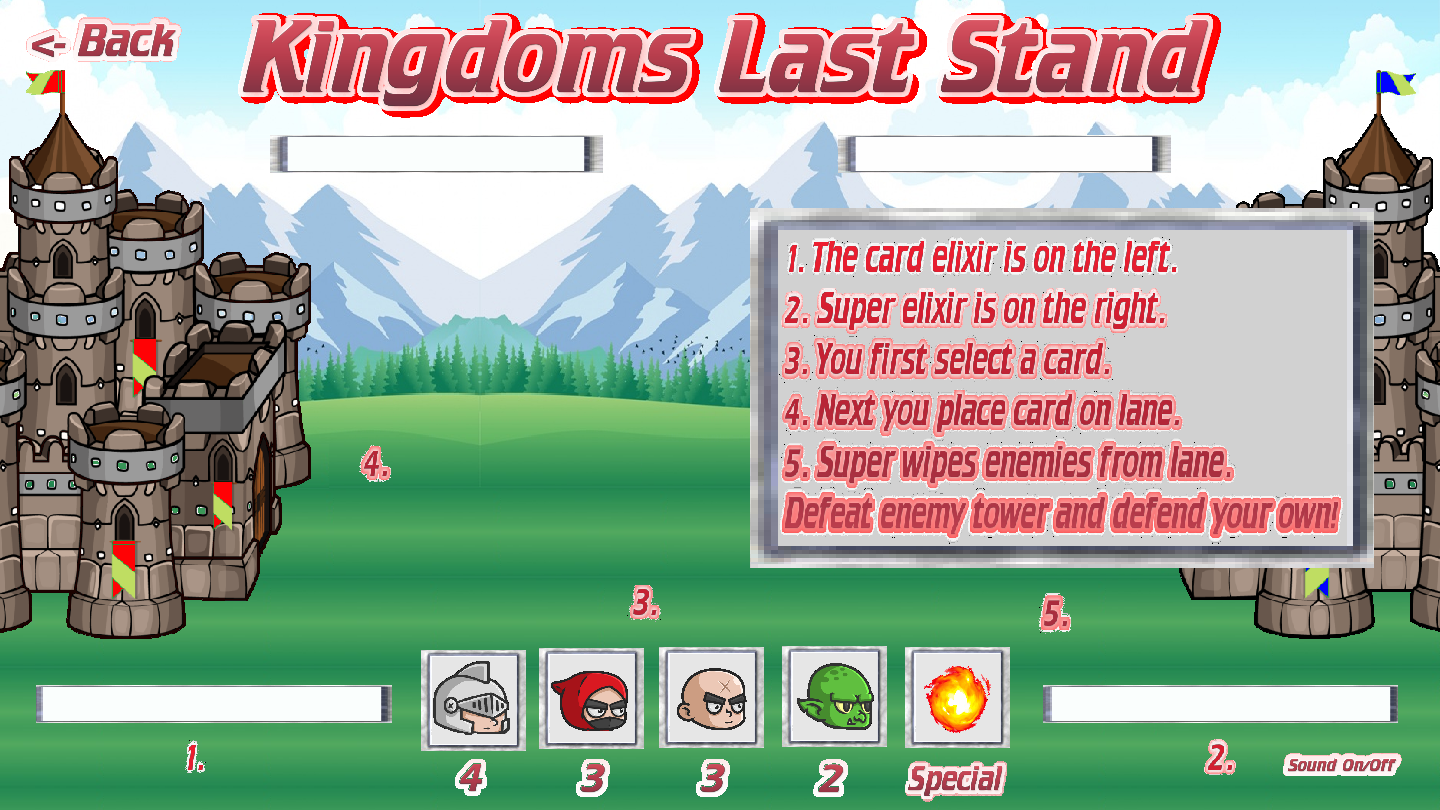 <- Back
Kingdoms Last Stand
1. The card elixir is on the left.
2. Super elixir is on the right.
3. You first select a card.
4. Next you place card on lane.
5. Super wipes enemies from lane.
Defeat enemy tower and defend your own!
4.
3.
5.
1.
4
3
3
2
Special
2.
Sound On/Off